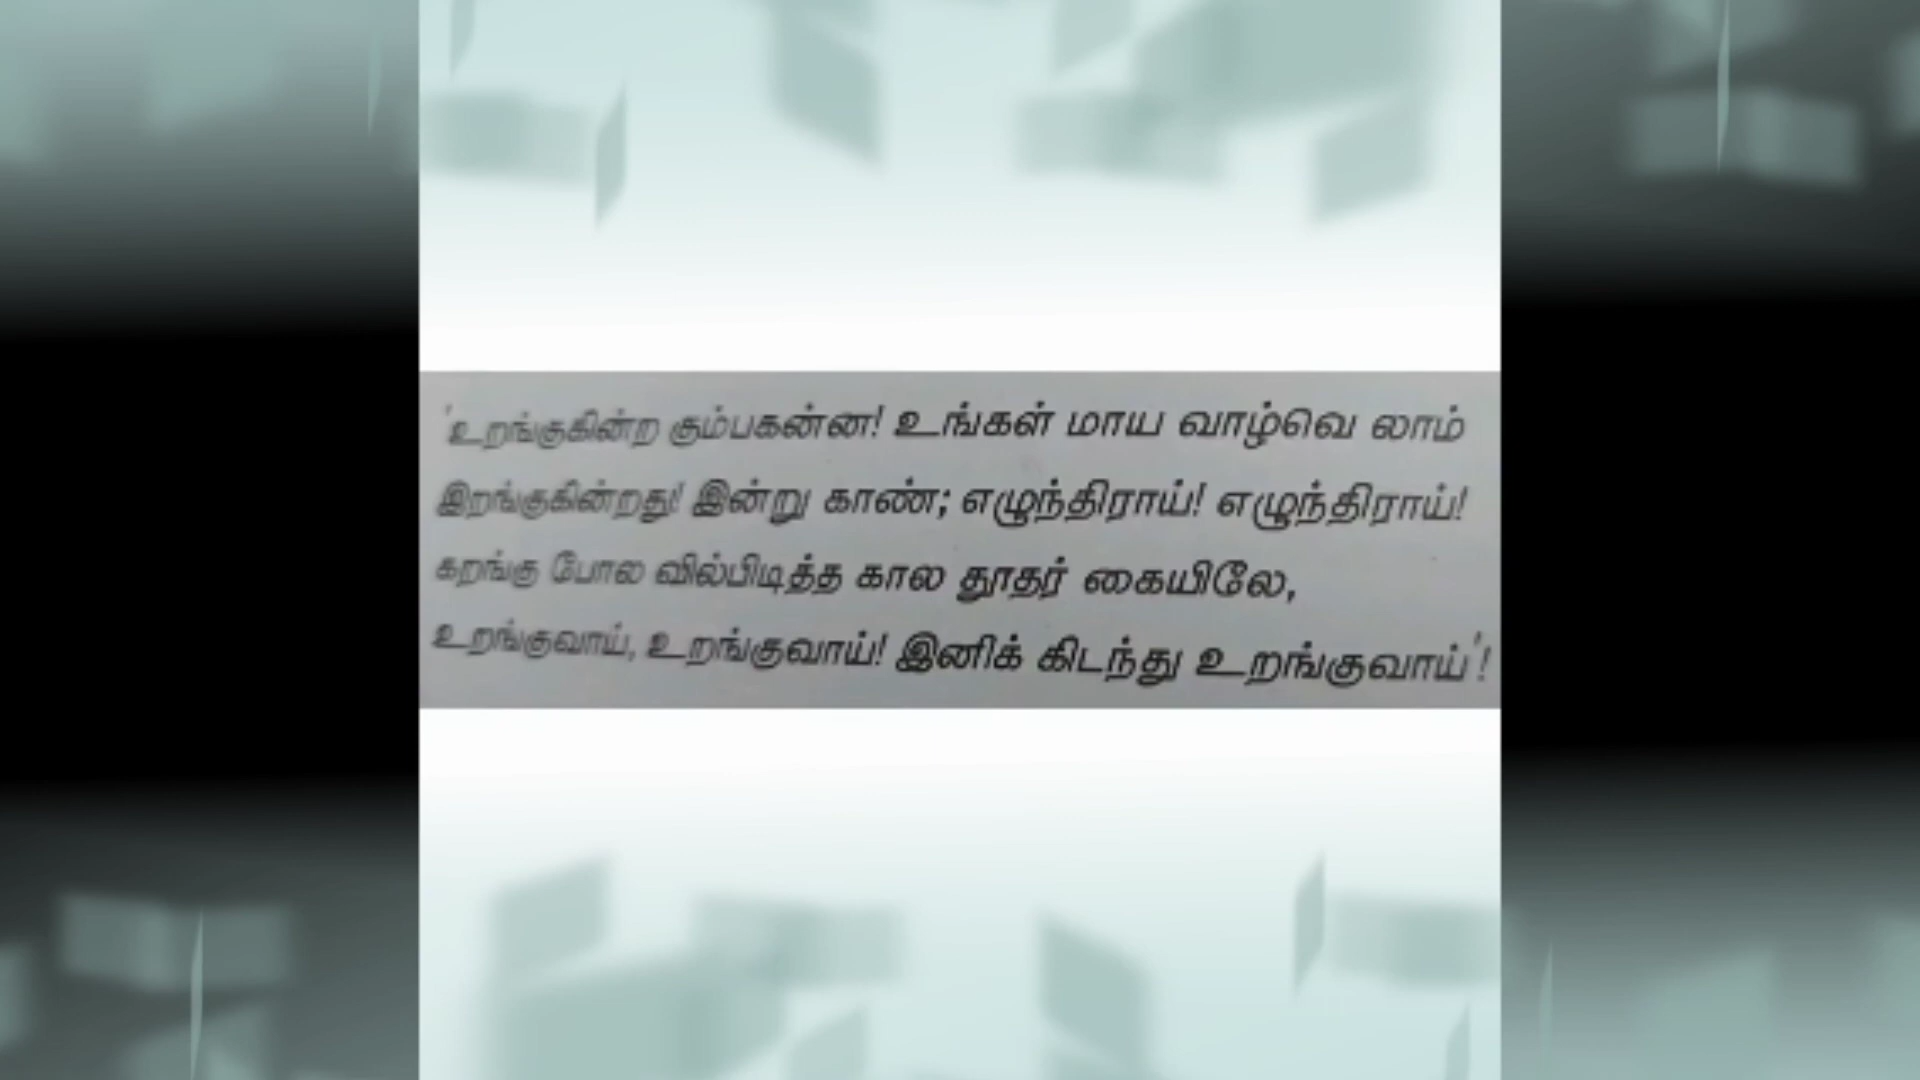 'உறங்குகின்ற கும்பகன்ன! உங்கள் மாய வாழ்வெ லாம்
இறங்குகின்றது! இன்று காண்; எழுந்திராய்! எழுந்திராய்!
கறங்கு போல வில்பிடித்த கால தூதர் கையிலே,
உறங்குவாய், உறங்குவாய்! இனிக் கிடந்து உறங்குவாய்'!